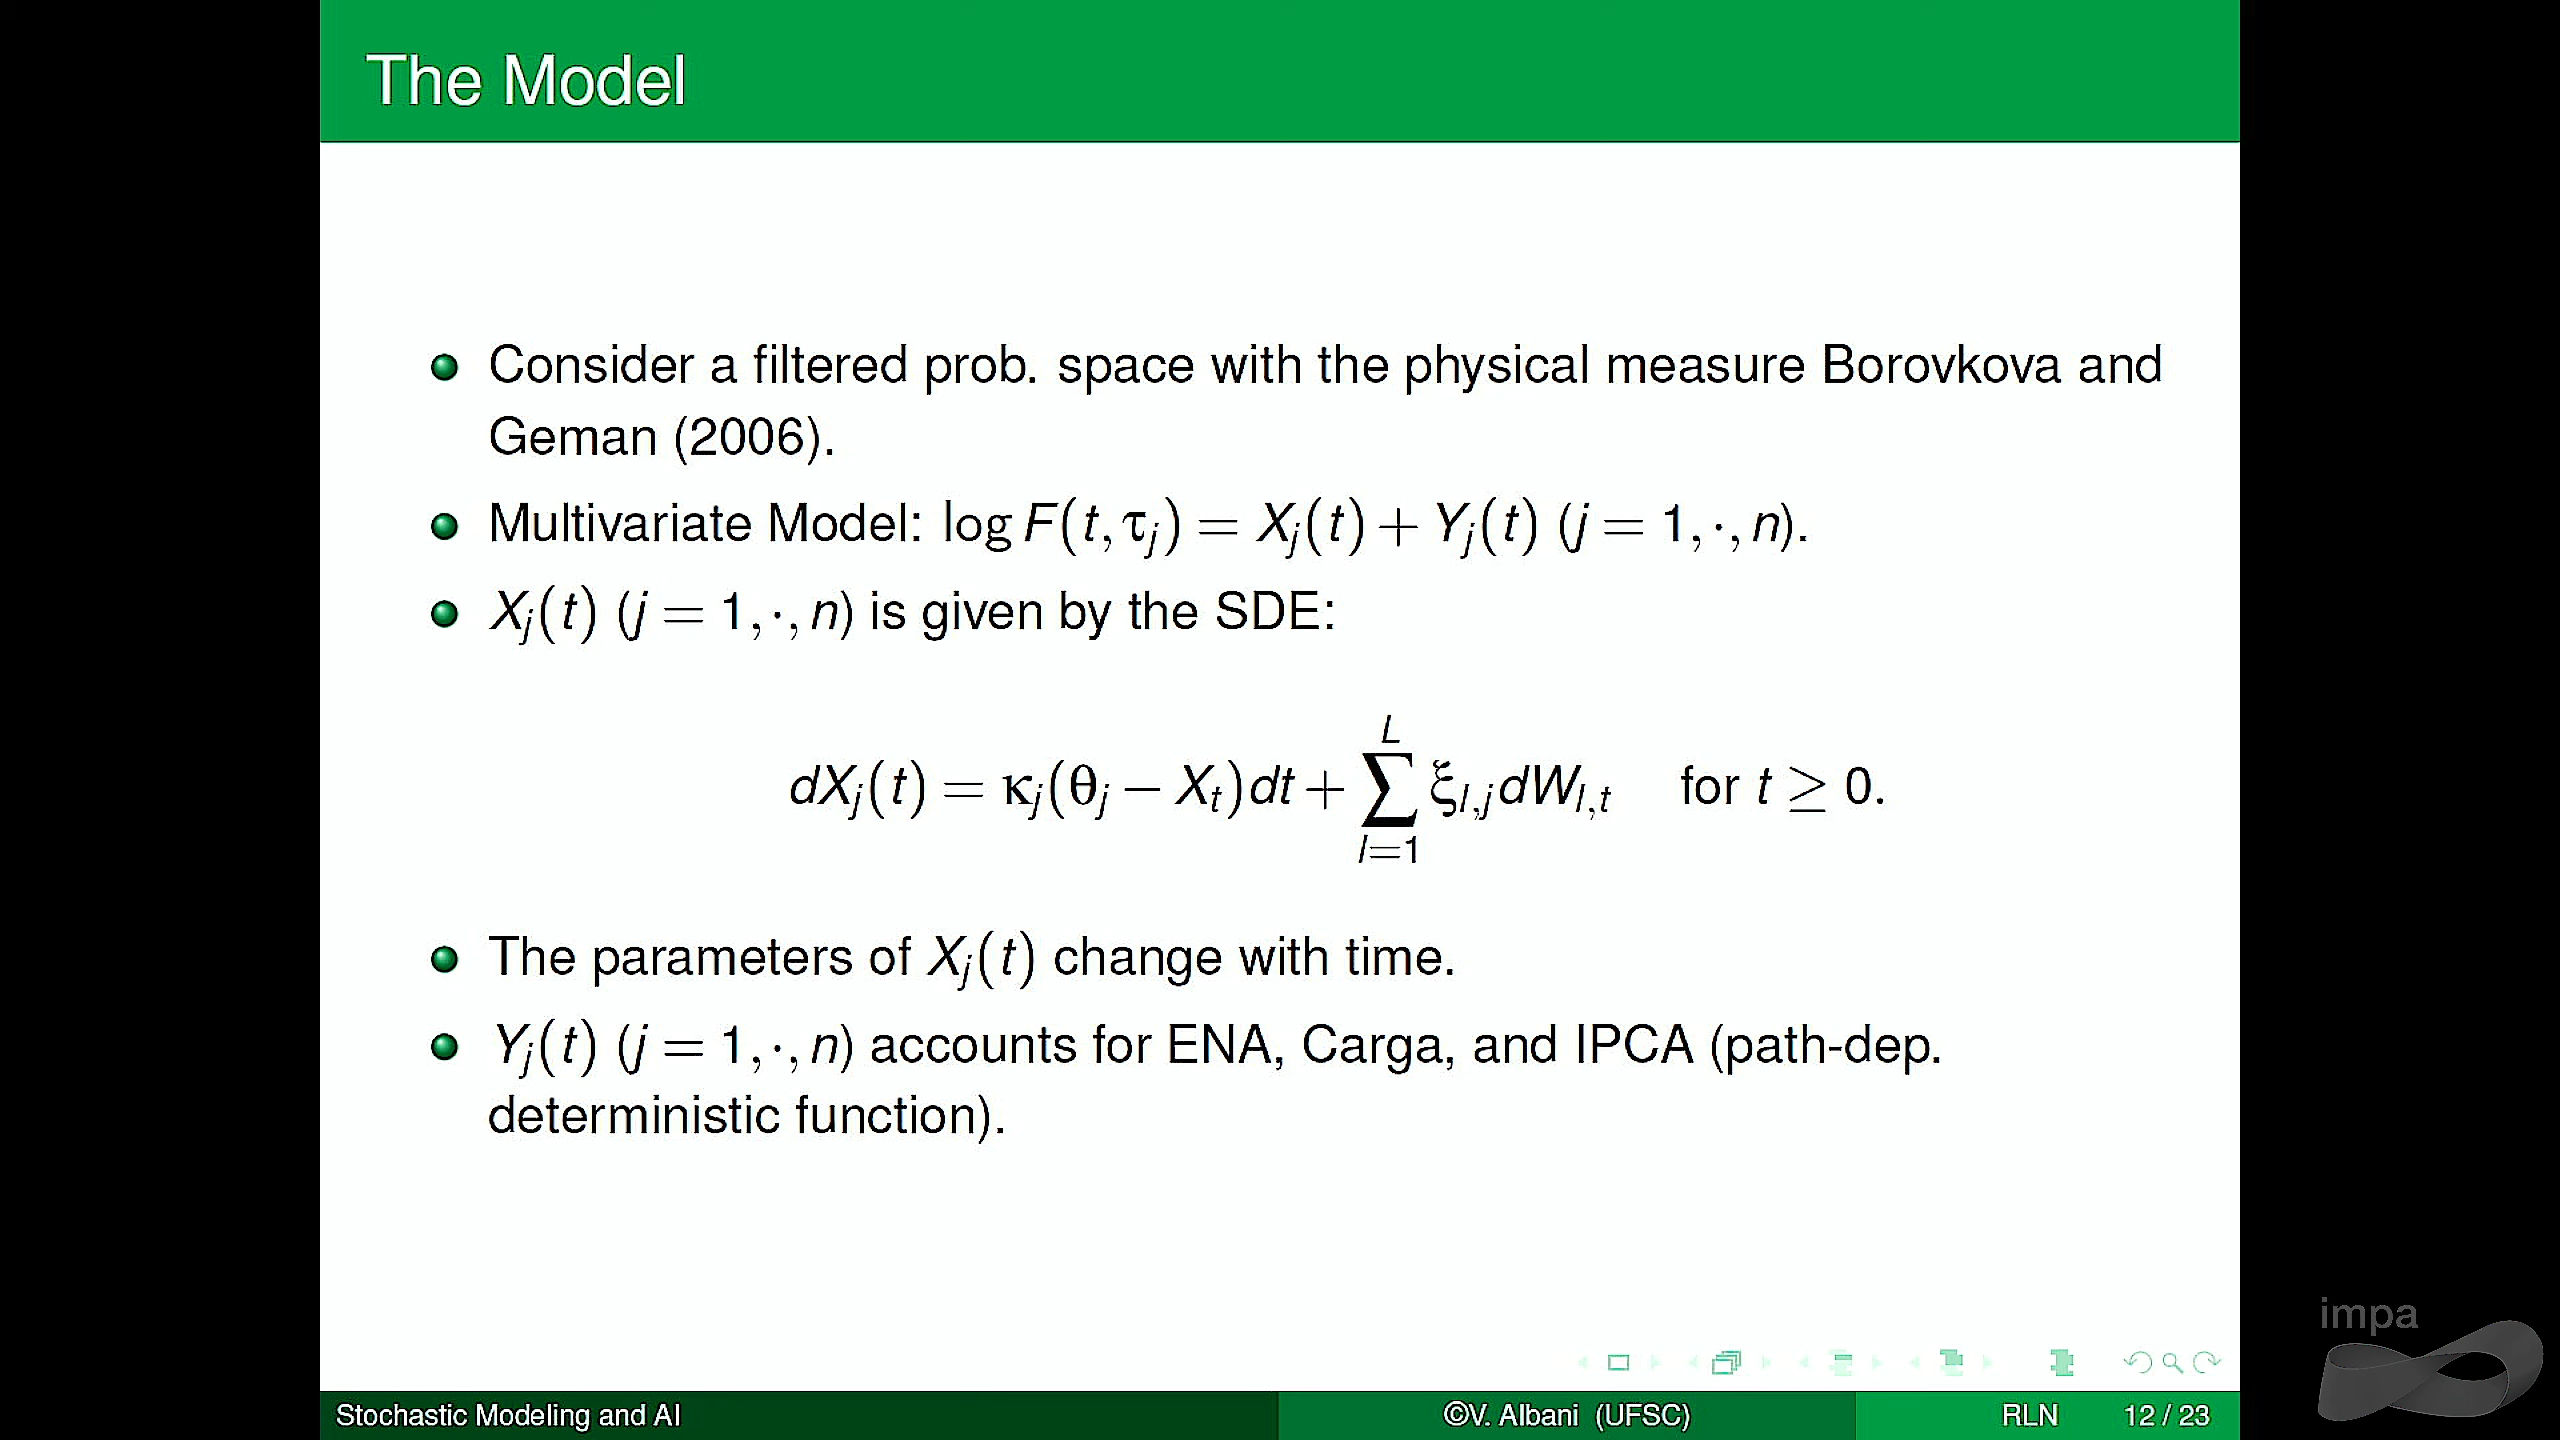 The Model
Consider a filtered prob. space with the physical measure Borovkova and
Geman (2006).
Multivariate Model: log F(t, τ_j) = X_j(t) + Y_j(t) (j = 1, ·, n).
X_j(t) (j = 1, ·, n) is given by the SDE:
dX_j(t) = κ_j(θ_j − X_t)dt + ∑_{l=1}^{L} ξ_{l,j} dW_{l,t} for t ≥ 0.
The parameters of X_j(t) change with time.
Y_j(t) (j = 1, ·, n) accounts for ENA, Carga, and IPCA (path-dep.
deterministic function).
impa
Stochastic Modeling and AI ©V. Albani (UFSC) RLN 12 / 23